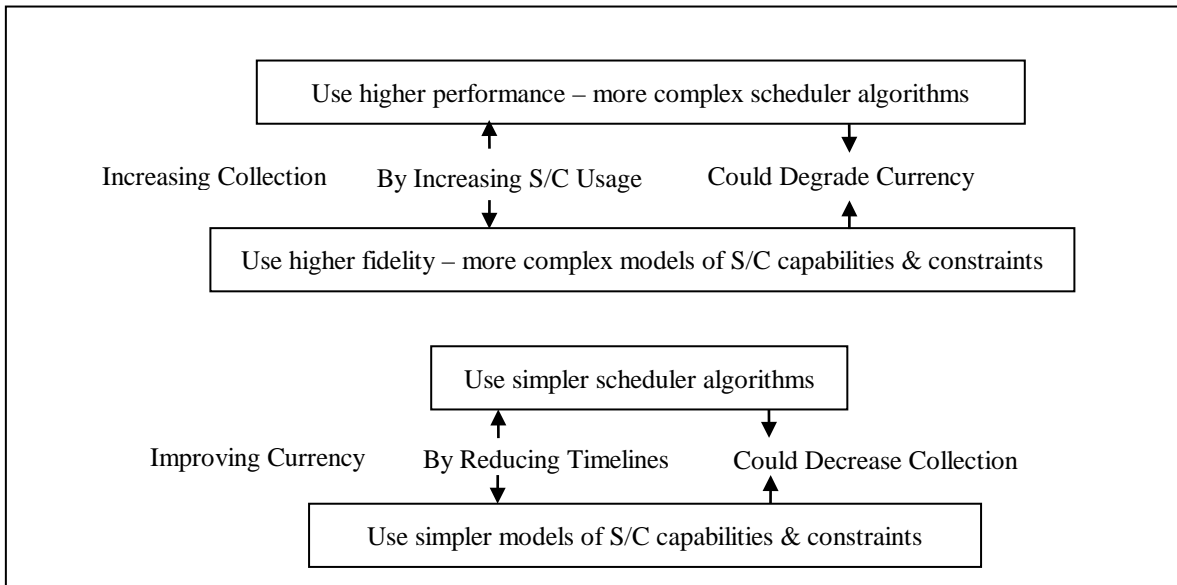 Use higher performance – more complex scheduler algorithms
Increasing Collection By Increasing S/C Usage Could Degrade Currency
Use higher fidelity – more complex models of S/C capabilities & constraints
Use simpler scheduler algorithms
Improving Currency By Reducing Timelines Could Decrease Collection
Use simpler models of S/C capabilities & constraints